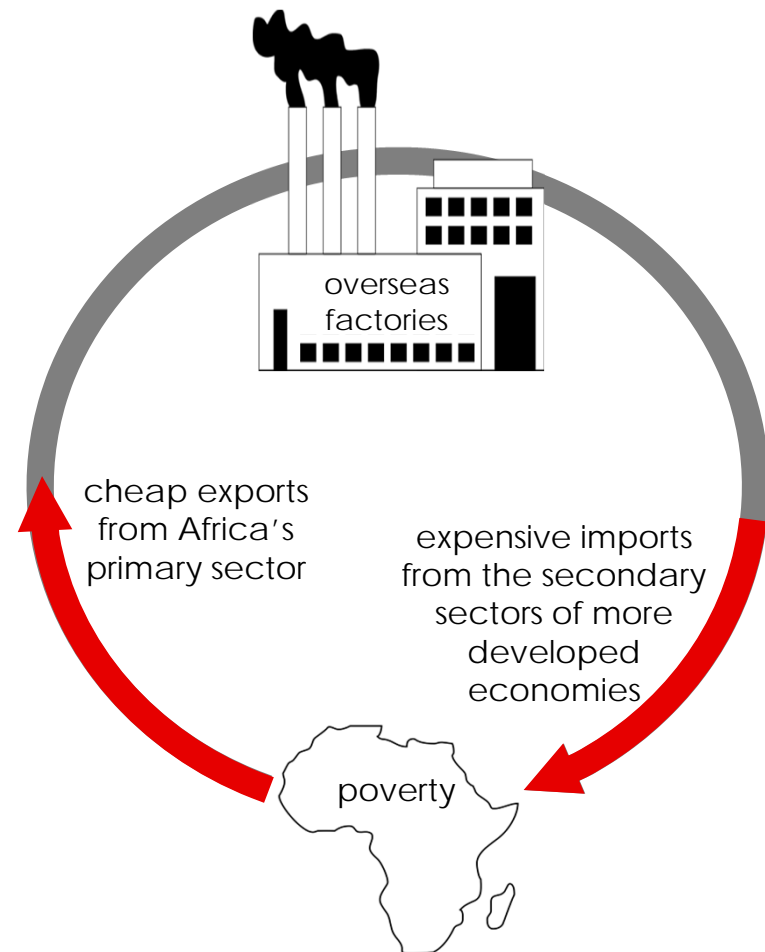 overseas
factories
cheap exports
from Africa's
primary sector
expensive imports
from the secondary
sectors of more
developed
economies
poverty